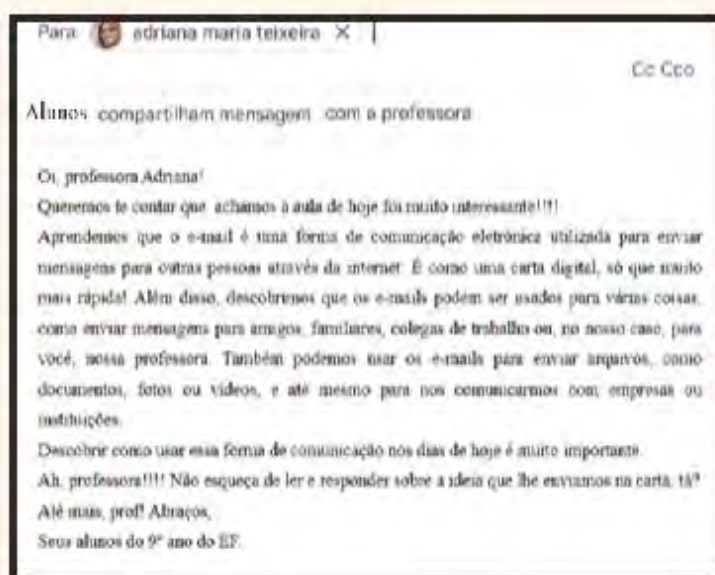 Para adriana maria teixeira X
Cc Cco
Alunos compartilham mensagem com a professora
Oi, professora Adriana!
Queremos te contar que achamos a aula de hoje foi muito interessante!!!!
Aprendemos que o e-mail é uma forma de comunicação eletrônica utilizada para enviar
mensagens para outras pessoas através da internet. É como uma carta digital, só que muito
mais rápida! Além disso, descobrimos que os e-mails podem ser usados para várias coisas,
como enviar mensagens para amigos, familiares, colegas de trabalho ou, no nosso caso, para
você, nossa professora. Também podemos usar os e-mails para enviar arquivos, como
documentos, fotos ou vídeos, e até mesmo para nos comunicarmos com empresas ou
instituições.
Descobrir como usar essa forma de comunicação nos dias de hoje é muito importante.
Ah, professora!!!! Não esqueça de ler e responder sobre a ideia que lhe enviamos na carta, tá?
Até mais, prof! Abraços,
Seus alunos do 9º ano do EF.